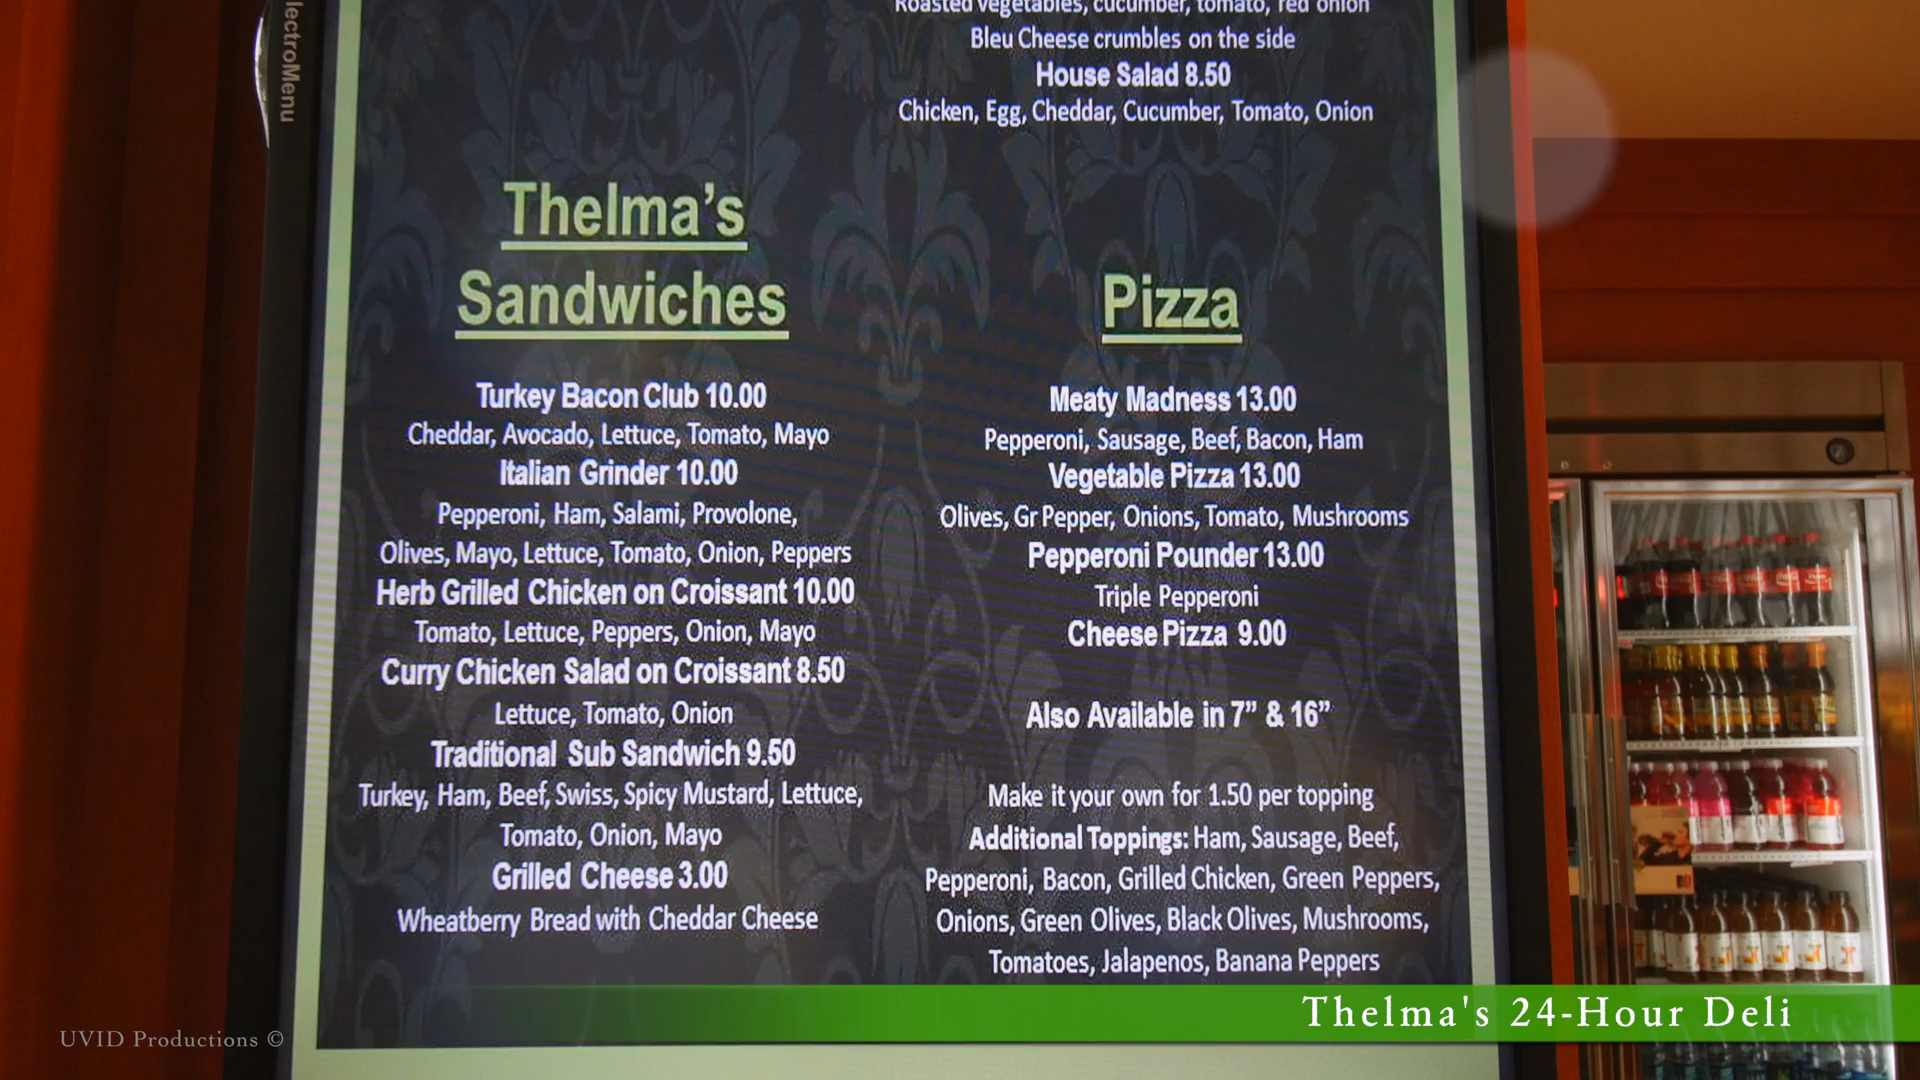 lectroMenu
Roasted vegetables, cucumber, tomato, red onion
Bleu Cheese crumbles on the side
House Salad 8.50
Chicken, Egg, Cheddar, Cucumber, Tomato, Onion
Thelma's
Sandwiches
Turkey Bacon Club 10.00
Cheddar, Avocado, Lettuce, Tomato, Mayo
Italian Grinder 10.00
Pepperoni, Ham, Salami, Provolone,
Olives, Mayo, Lettuce, Tomato, Onion, Peppers
Herb Grilled Chicken on Croissant 10.00
Tomato, Lettuce, Peppers, Onion, Mayo
Curry Chicken Salad on Croissant 8.50
Lettuce, Tomato, Onion
Traditional Sub Sandwich 9.50
Turkey, Ham, Beef, Swiss, Spicy Mustard, Lettuce,
Tomato, Onion, Mayo
Grilled Cheese 3.00
Wheatberry Bread with Cheddar Cheese
Pizza
Meaty Madness 13.00
Pepperoni, Sausage, Beef, Bacon, Ham
Vegetable Pizza 13.00
Olives, Gr Pepper, Onions, Tomato, Mushrooms
Pepperoni Pounder 13.00
Triple Pepperoni
Cheese Pizza 9.00
Also Available in 7” & 16”
Make it your own for 1.50 per topping
Additional Toppings: Ham, Sausage, Beef,
Pepperoni, Bacon, Grilled Chicken, Green Peppers,
Onions, Green Olives, Black Olives, Mushrooms,
Tomatoes, Jalapenos, Banana Peppers
Thelma's 24-Hour Deli
UVID Productions ©